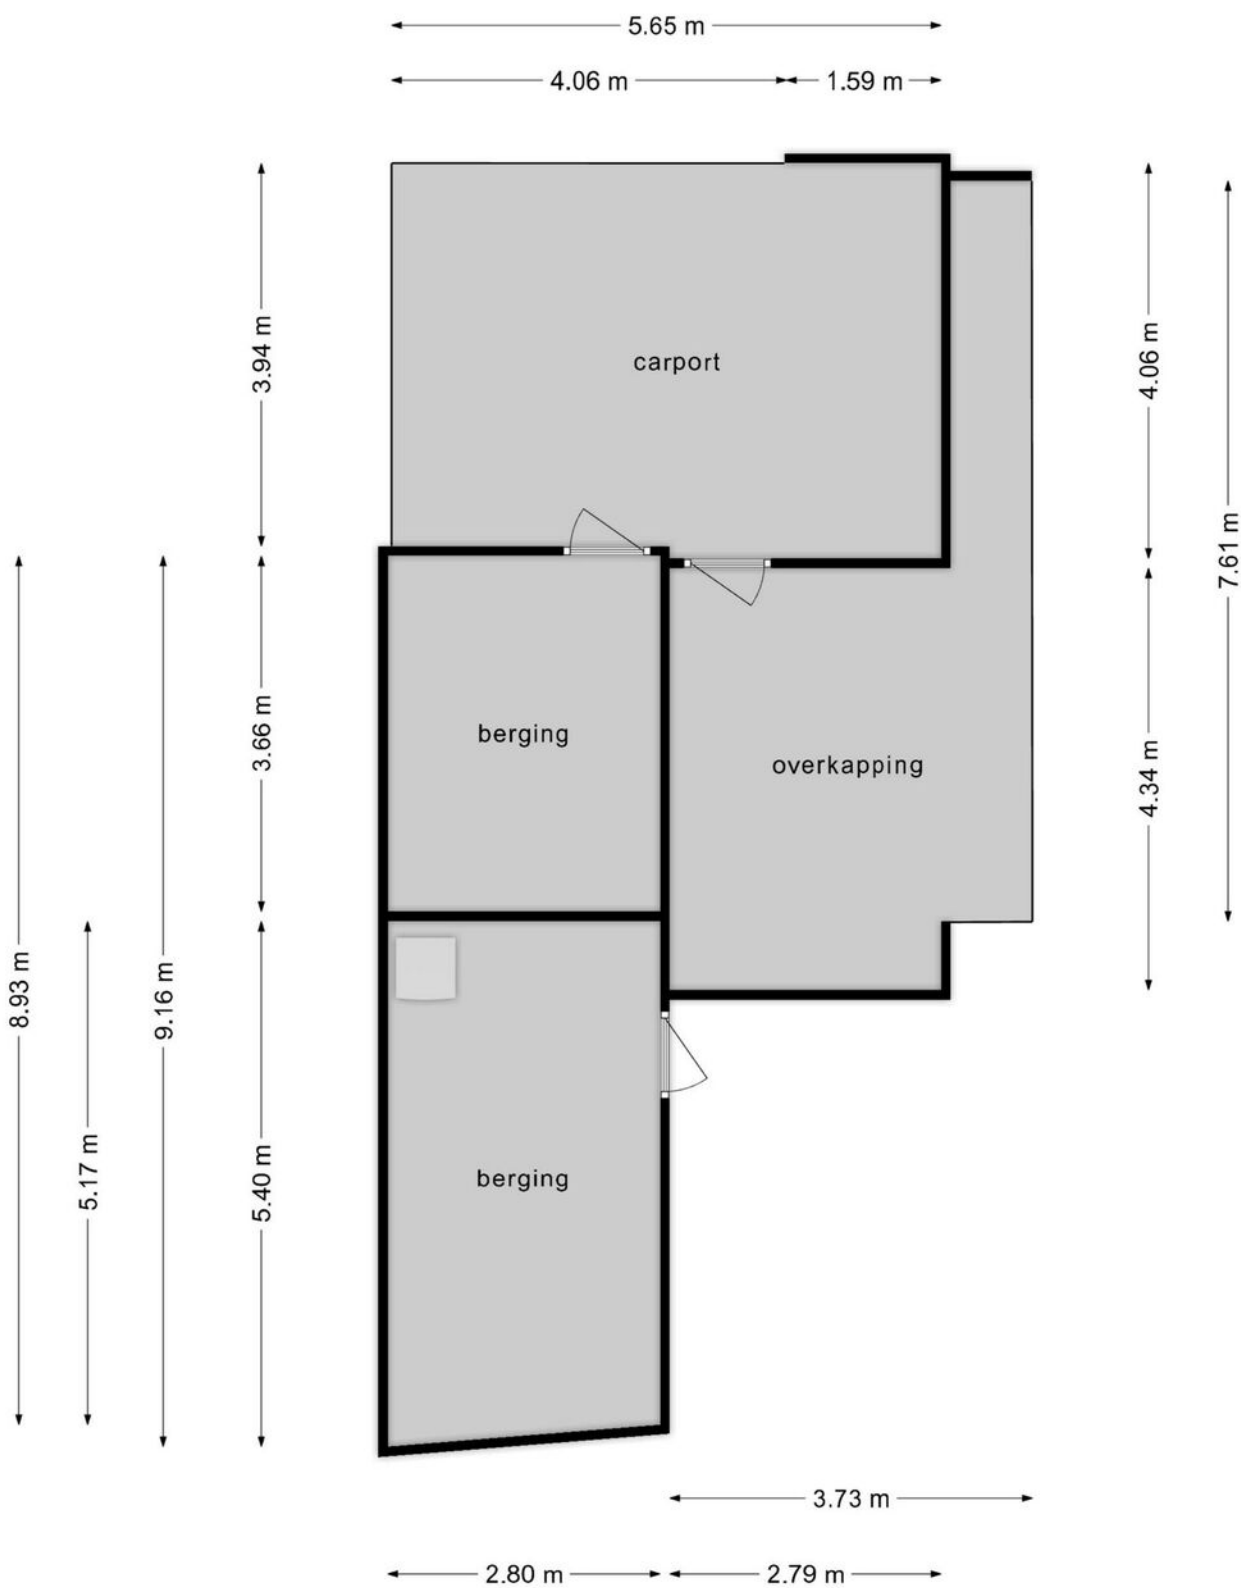 5.65 m
4.06 m
1.59 m
3.94 m
4.06 m
carport
7.61 m
3.66 m
berging
overkapping
4.34 m
8.93 m
9.16 m
5.17 m
5.40 m
berging
3.73 m
2.80 m
2.79 m